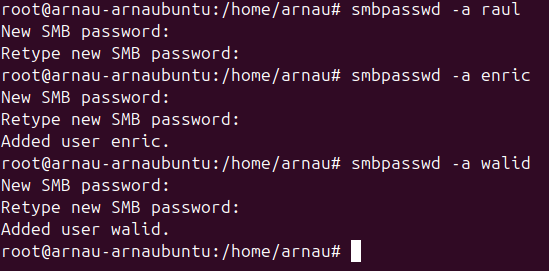 root@arnau-arnaubuntu:/home/arnau# smbpasswd -a raul
New SMB password:
Retype new SMB password:
root@arnau-arnaubuntu:/home/arnau# smbpasswd -a enric
New SMB password:
Retype new SMB password:
Added user enric.
root@arnau-arnaubuntu:/home/arnau# smbpasswd -a walid
New SMB password:
Retype new SMB password:
Added user walid.
root@arnau-arnaubuntu:/home/arnau#